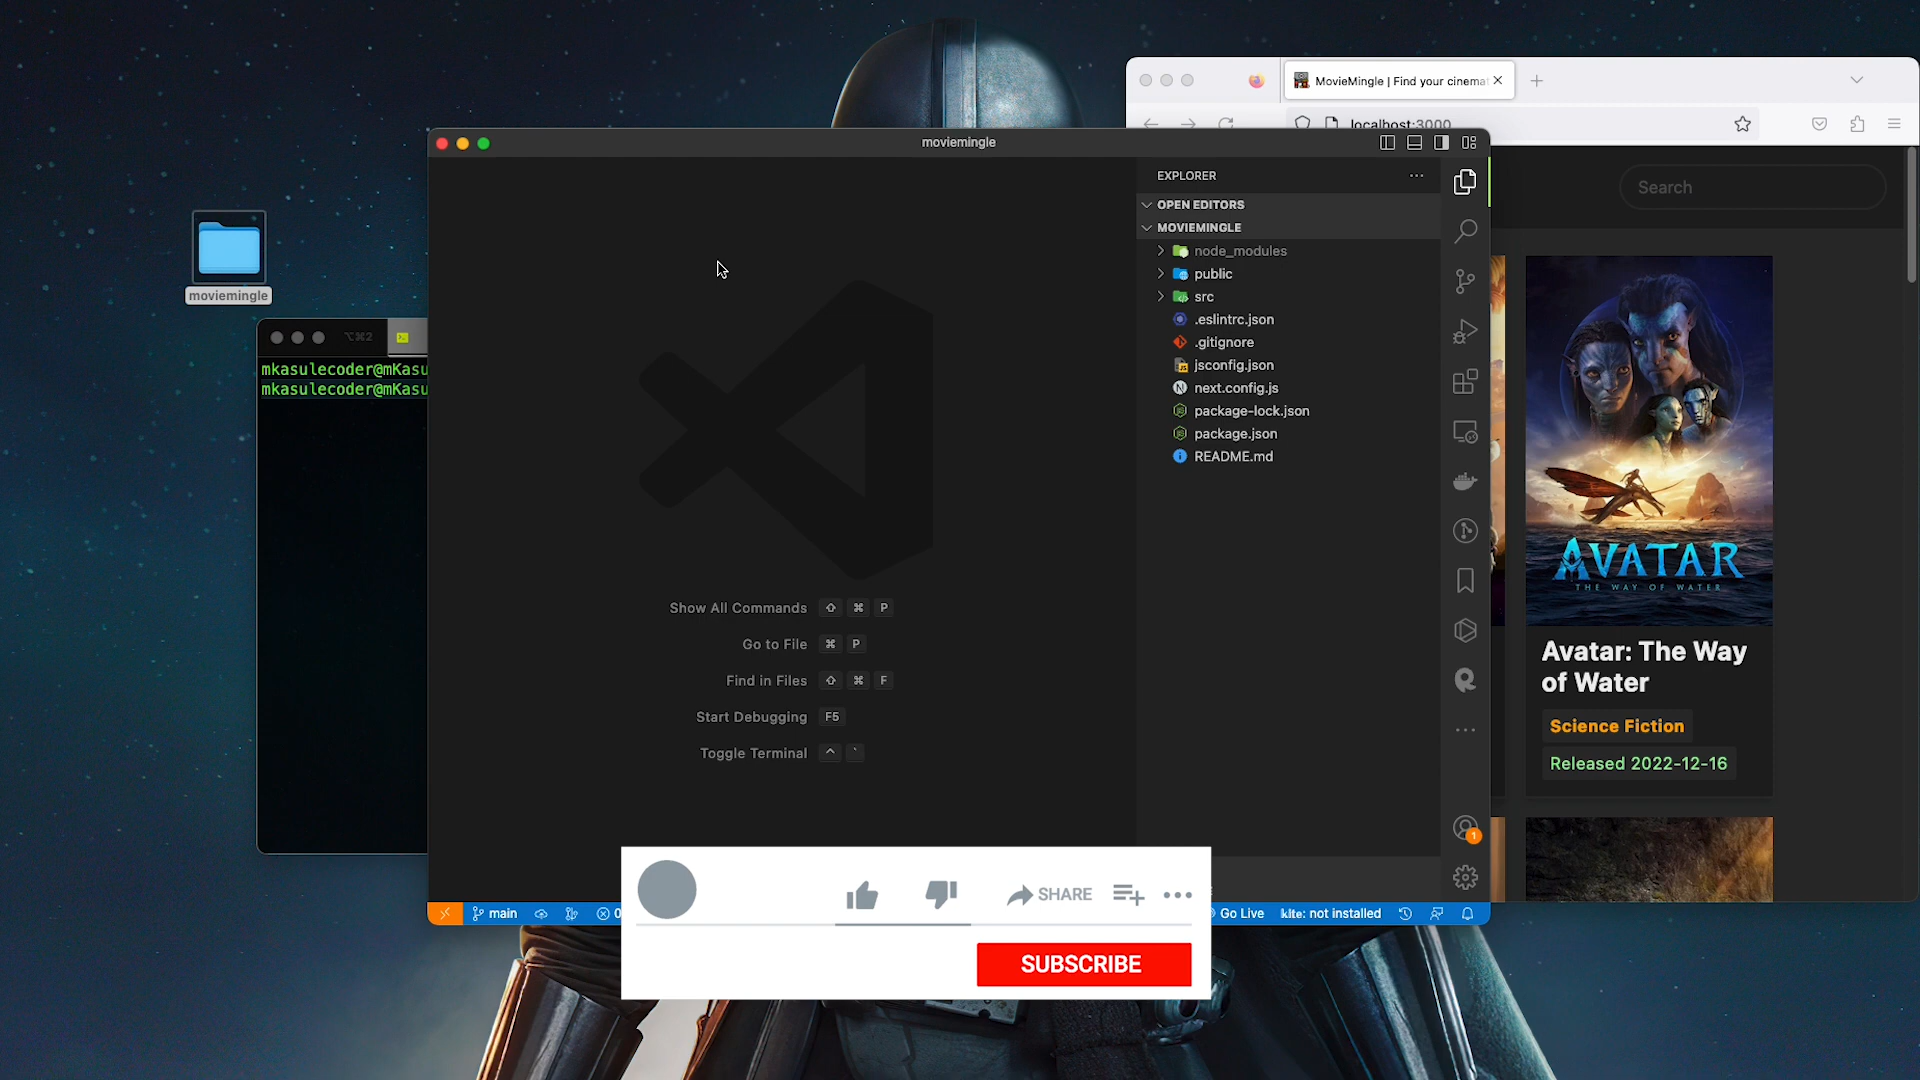 MovieMingle | Find your cinema
localhost:3000
moviemingle
Search
moviemingle
EXPLORER
OPEN EDITORS
MOVIEMINGLE
node_modules
public
src
.eslintrc.json
.gitignore
jsconfig.json
next.config.js
package-lock.json
package.json
README.md
⌥⌘2
mkasulecoder@mKasu
mkasulecoder@mKasu
Show All Commands ⇧ ⌘ P
Go to File ⌘ P
Find in Files ⇧ ⌘ F
Start Debugging F5
Toggle Terminal ^ `
AVATAR
THE WAY OF WATER
Avatar: The Way
of Water
Science Fiction
Released 2022-12-16
1
main
0
Go Live
kite: not installed
SHARE
SUBSCRIBE